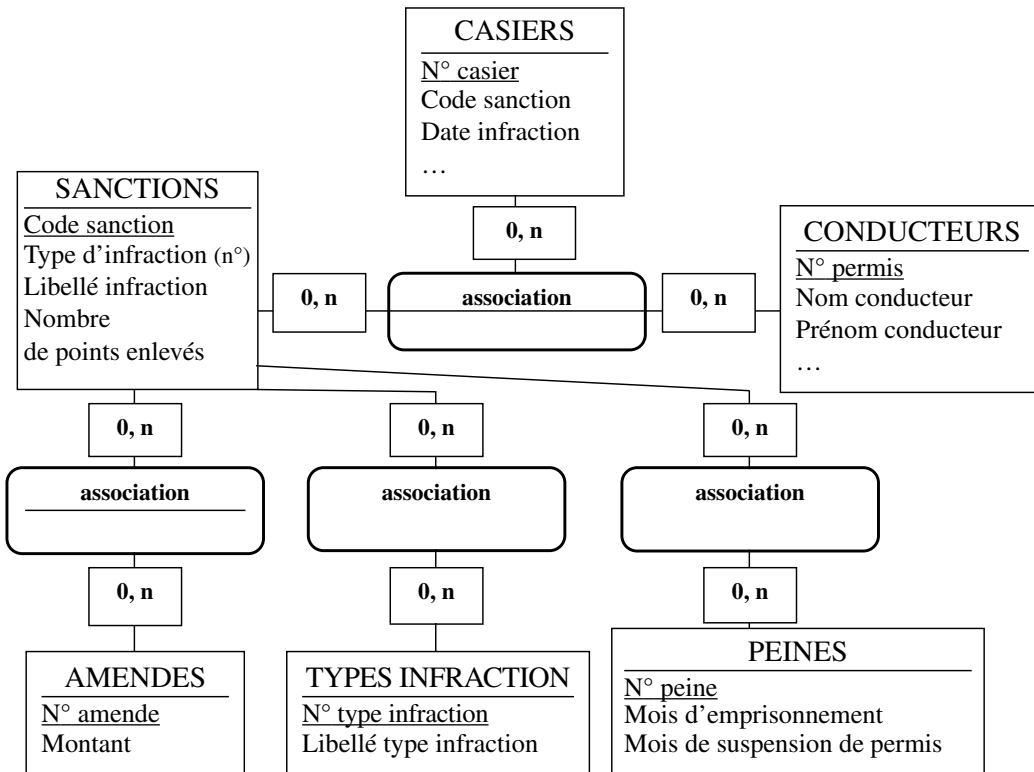 CASIERS
N° casier
Code sanction
Date infraction
…
SANCTIONS
Code sanction
Type d'infraction (n°)
Libellé infraction
Nombre
de points enlevés
0, n
CONDUCTEURS
N° permis
Nom conducteur
Prénom conducteur
…
0, n
association
0, n
0, n
0, n
0, n
association
association
association
0, n
0, n
0, n
AMENDES
N° amende
Montant
TYPES INFRACTION
N° type infraction
Libellé type infraction
PEINES
N° peine
Mois d'emprisonnement
Mois de suspension de permis